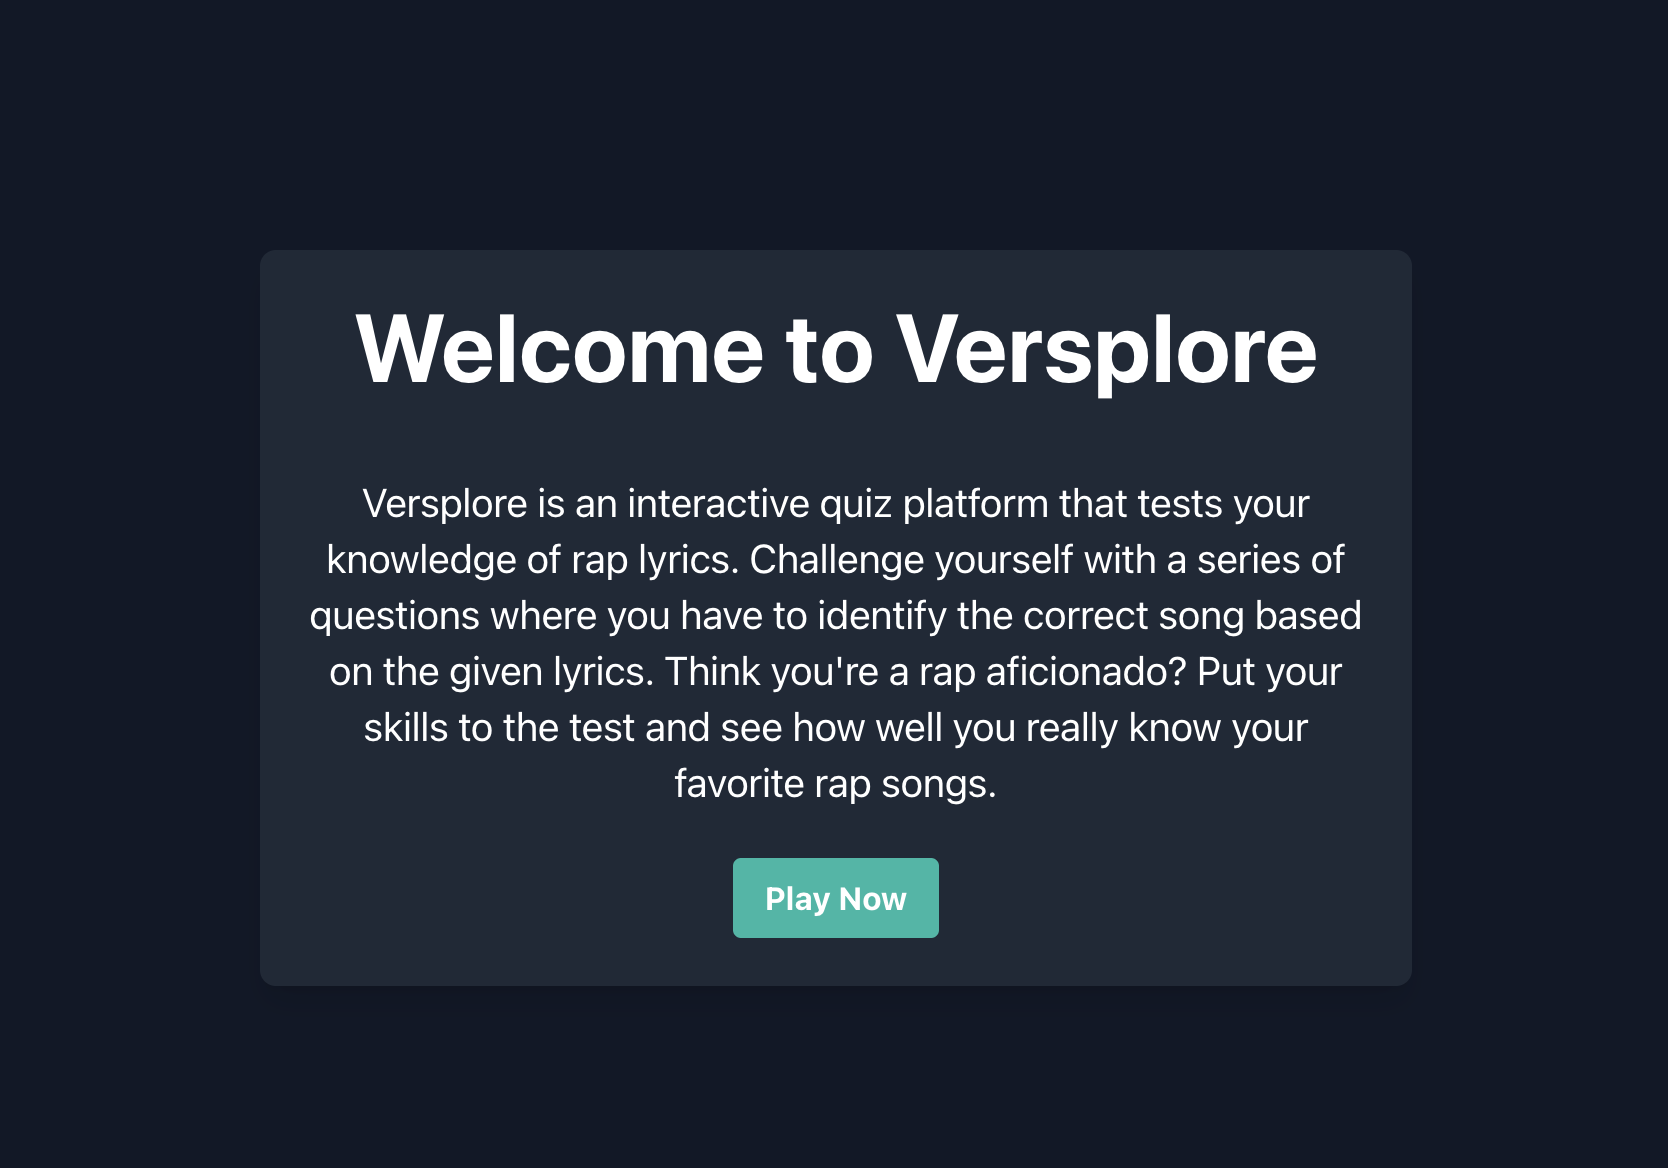 Welcome to Versplore
Versplore is an interactive quiz platform that tests your
knowledge of rap lyrics. Challenge yourself with a series of
questions where you have to identify the correct song based
on the given lyrics. Think you're a rap aficionado? Put your
skills to the test and see how well you really know your
favorite rap songs.
Play Now